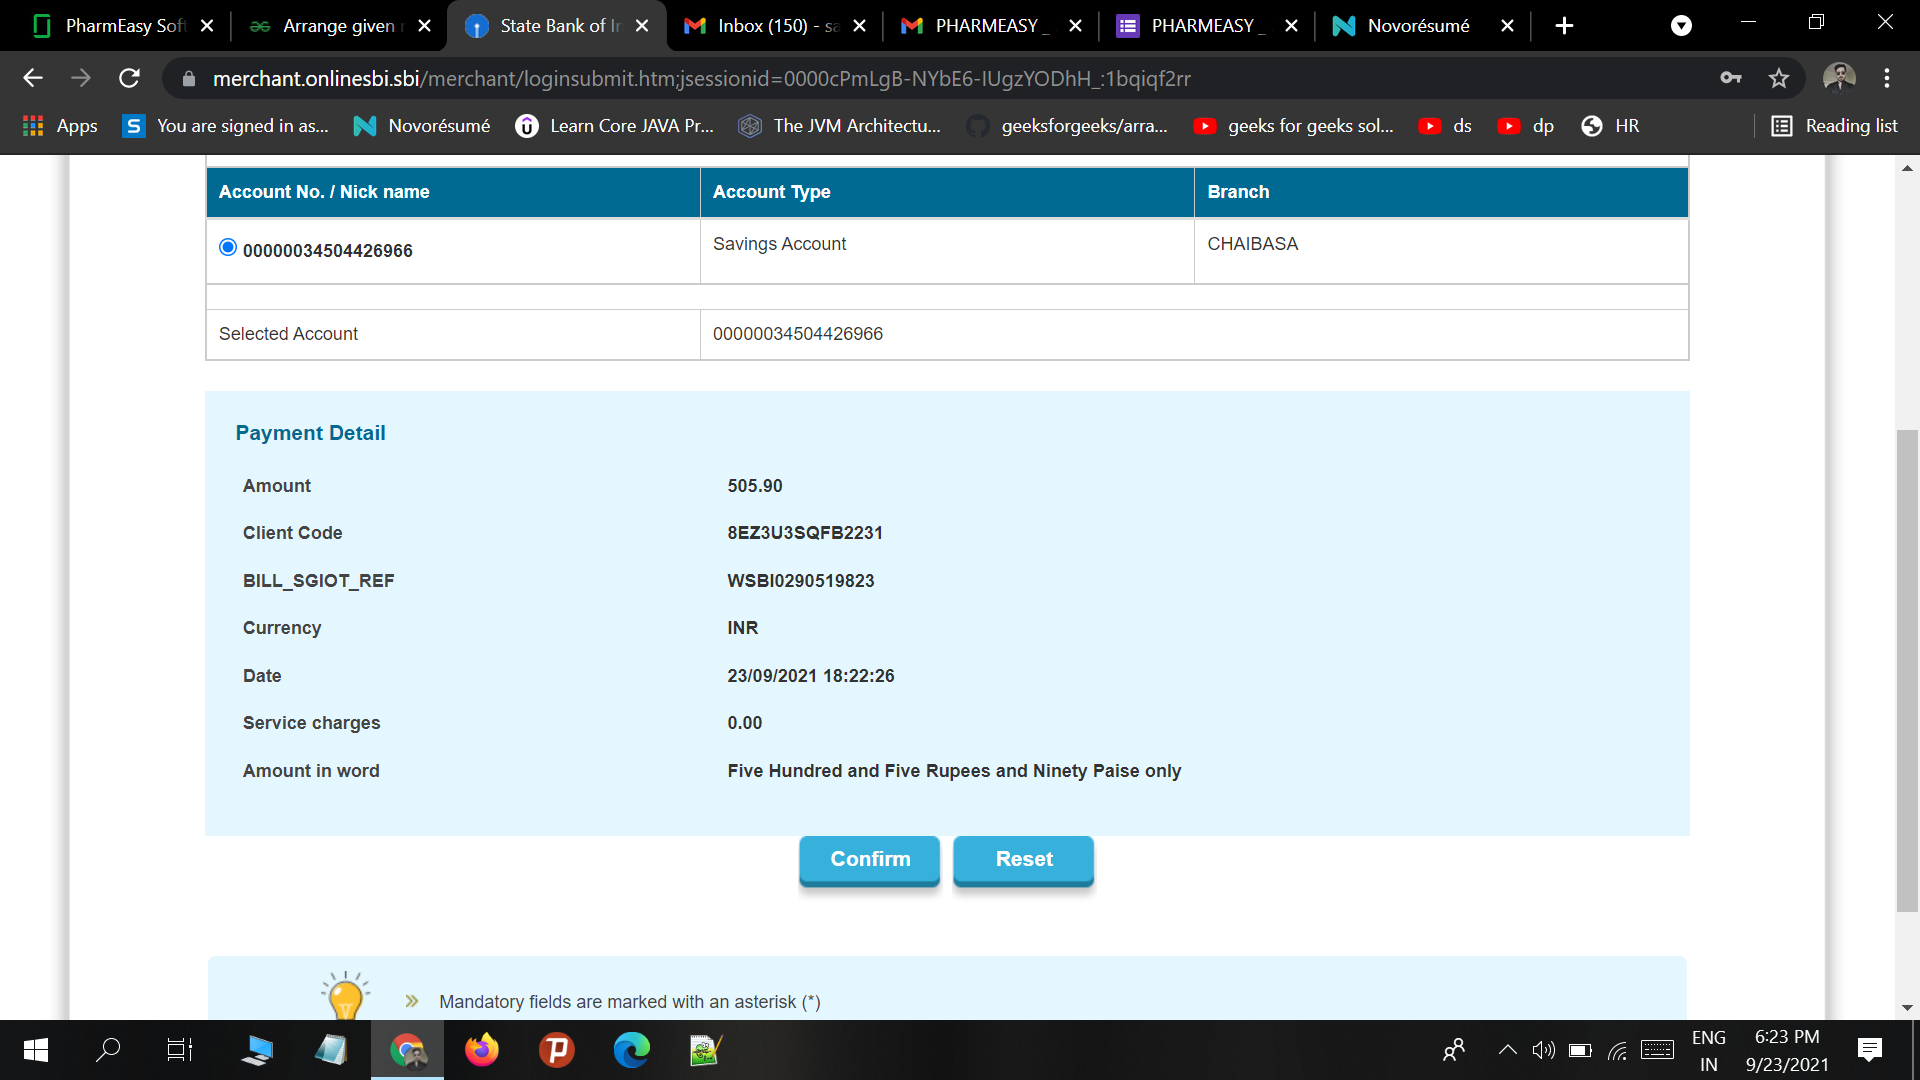 PharmEasy Soft
Arrange given n
State Bank of In
Inbox (150) - sa
PHARMEASY_
PHARMEASY_
Novorésumé
merchant.onlinesbi.sbi/merchant/loginsubmit.htm;jsessionid=0000cPmLgB-NYbE6-IUgzYODhH_:1bqiqf2rr
Apps
S You are signed in as...
Novorésumé
Learn Core JAVA Pr...
The JVM Architectu...
geeksforgeeks/arra...
geeks for geeks sol...
ds
dp
HR
Reading list
Account No. / Nick name Account Type Branch
00000034504426966 Savings Account CHAIBASA
Selected Account 00000034504426966
Payment Detail
Amount 505.90
Client Code 8EZ3U3SQFB2231
BILL_SGIOT_REF WSBI0290519823
Currency INR
Date 23/09/2021 18:22:26
Service charges 0.00
Amount in word Five Hundred and Five Rupees and Ninety Paise only
Confirm Reset
» Mandatory fields are marked with an asterisk (*)
ENG 6:23 PM
IN 9/23/2021